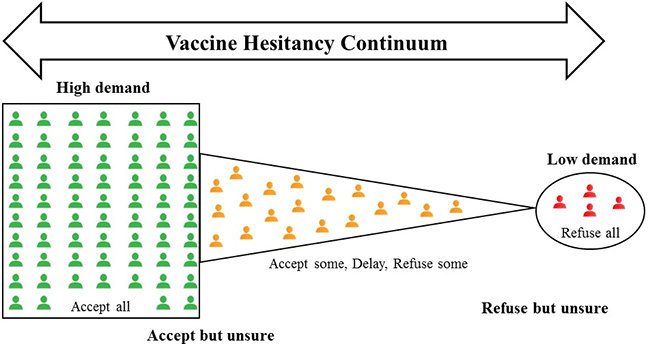 Vaccine Hesitancy Continuum
High demand
Low demand
Refuse all
Accept some, Delay, Refuse some
Accept all
Refuse but unsure
Accept but unsure